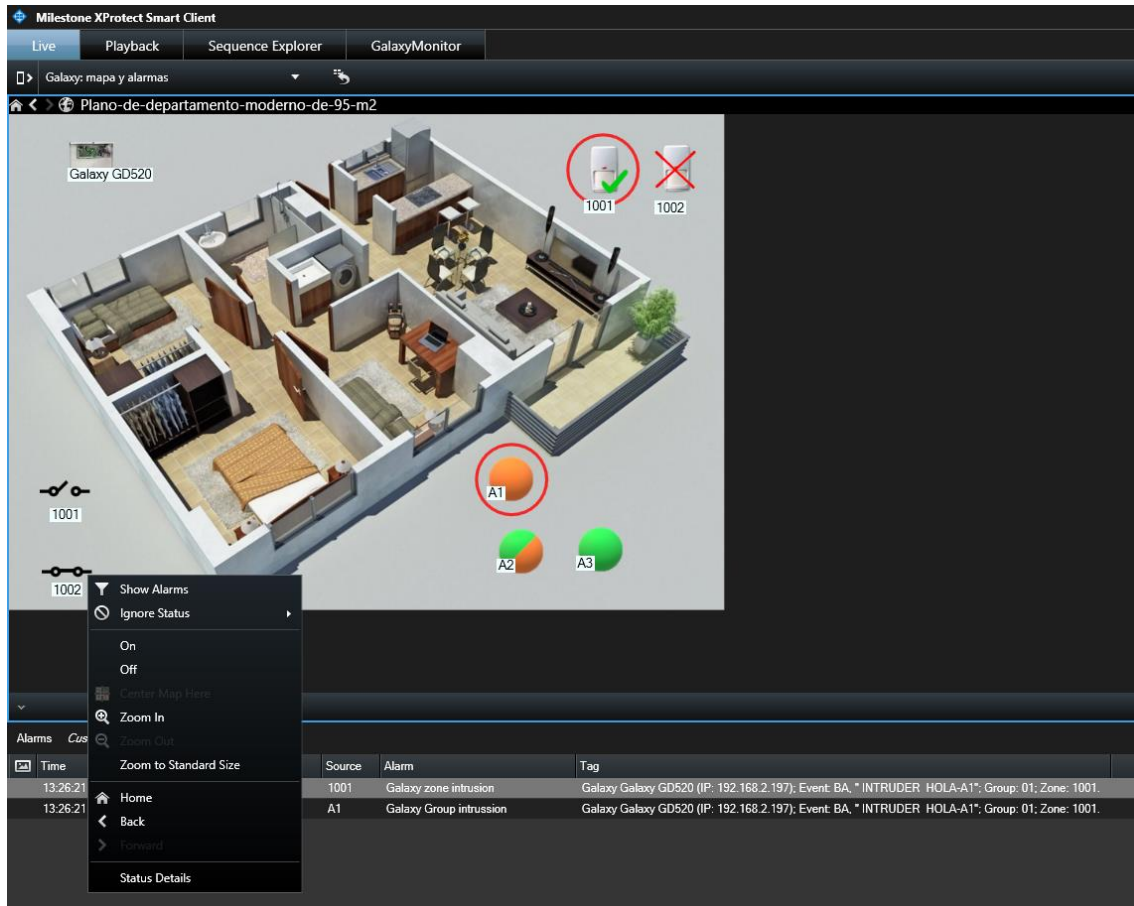 Milestone XProtect Smart Client
Live Playback Sequence Explorer GalaxyMonitor
Galaxy: mapa y alarmas
Plano-de-departamento-moderno-de-95-m2
Galaxy GD520
1001 1002
A1
A2 A3
1001
1002
Show Alarms
Ignore Status
On
Off
Center Map Here
Zoom In
Zoom Out
Zoom to Standard Size
Home
Back
Forward
Status Details
Alarms Cus
Time Source Alarm Tag
13:26:21 1001 Galaxy zone intrusion Galaxy Galaxy GD520 (IP: 192.168.2.197); Event: BA, " INTRUDER HOLA-A1"; Group: 01; Zone: 1001.
13:26:21 A1 Galaxy Group intrussion Galaxy Galaxy GD520 (IP: 192.168.2.197); Event: BA, " INTRUDER HOLA-A1"; Group: 01; Zone: 1001.